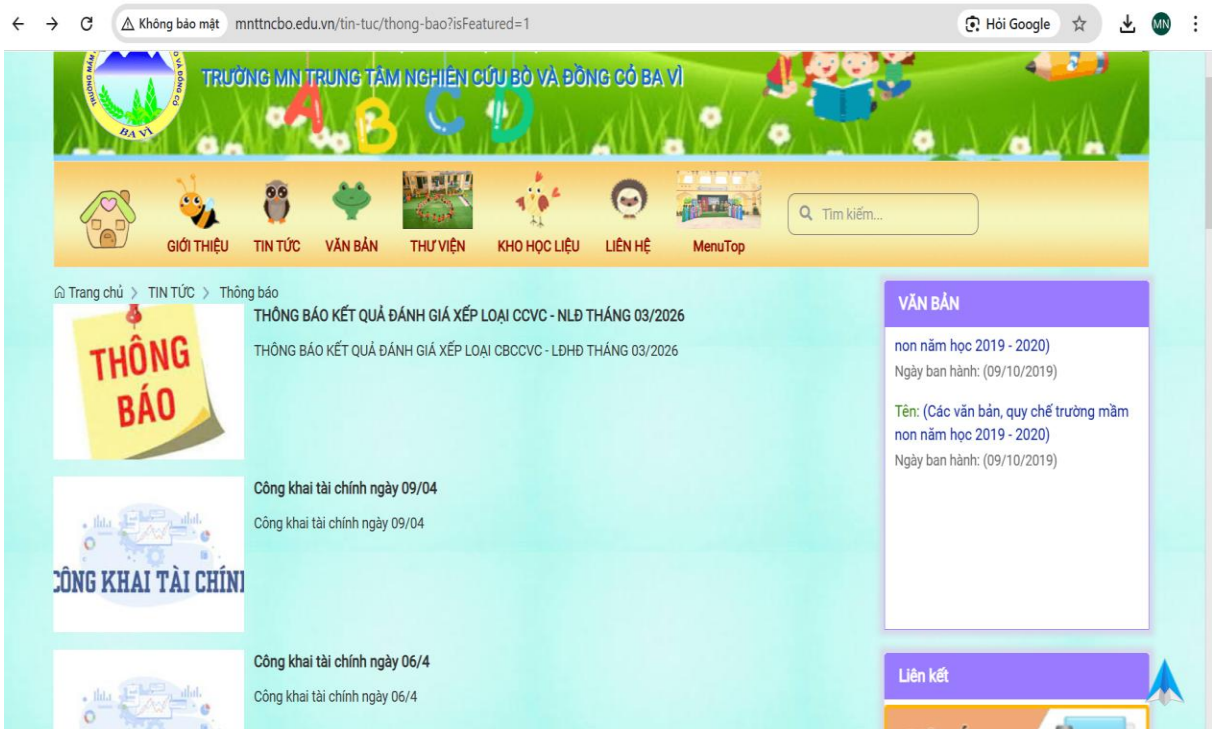 Không bảo mật
mnttncbo.edu.vn/tin-tuc/thong-bao?isFeatured=1
Hỏi Google
MN
TRƯỜNG MN TRUNG TÂM NGHIÊN CỨU BÒ VÀ ĐỒNG CỎ BA VÌ
BA VÌ
A B C D
GIỚI THIỆU
TIN TỨC
VĂN BẢN
THƯ VIỆN
KHO HỌC LIỆU
LIÊN HỆ
MenuTop
Tìm kiếm...
Trang chủ > TIN TỨC > Thông báo
THÔNG
BÁO
THÔNG BÁO KẾT QUẢ ĐÁNH GIÁ XẾP LOẠI CCVC - NLĐ THÁNG 03/2026
THÔNG BÁO KẾT QUẢ ĐÁNH GIÁ XẾP LOẠI CBCCVC - LĐHĐ THÁNG 03/2026
CÔNG KHAI TÀI CHÍNH
Công khai tài chính ngày 09/04
Công khai tài chính ngày 09/04
Công khai tài chính ngày 06/4
Công khai tài chính ngày 06/4
VĂN BẢN
non năm học 2019 - 2020)
Ngày ban hành: (09/10/2019)
Tên: (Các văn bản, quy chế trường mầm
non năm học 2019 - 2020)
Ngày ban hành: (09/10/2019)
Liên kết